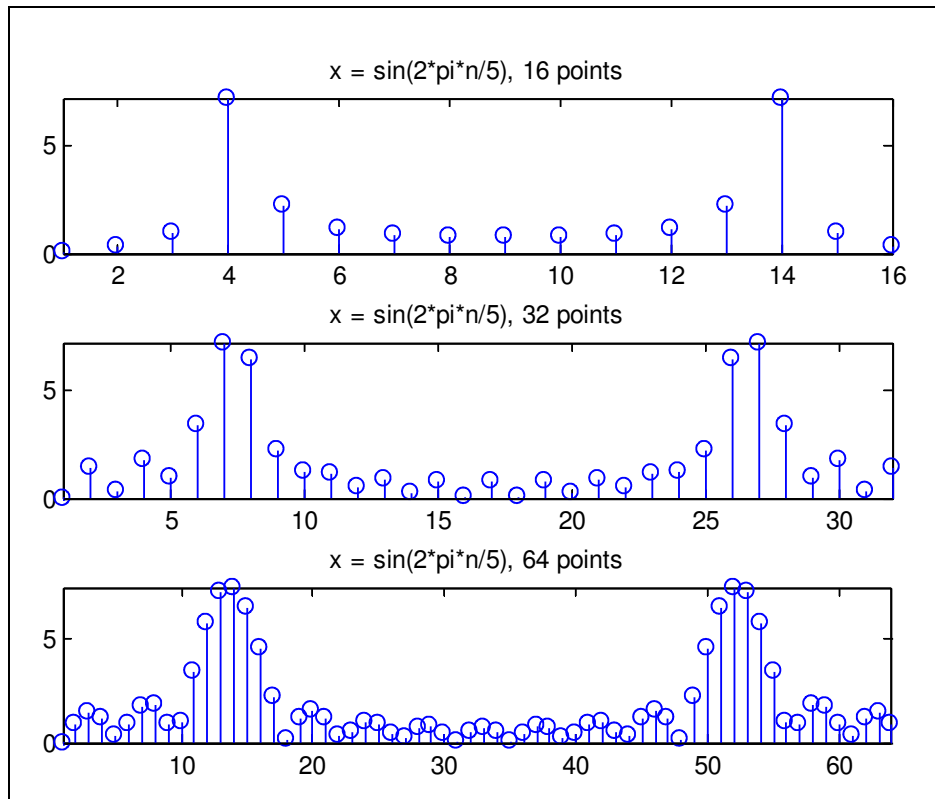 x = sin(2*pi*n/5), 16 points
5
0
2 4 6 8 10 12 14 16
x = sin(2*pi*n/5), 32 points
5
0
5 10 15 20 25 30
x = sin(2*pi*n/5), 64 points
5
0
10 20 30 40 50 60